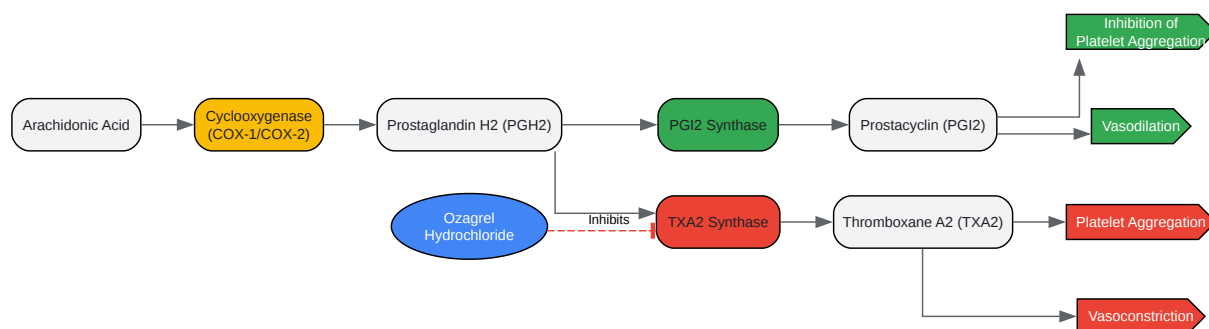 Inhibition of
Platelet Aggregation
Arachidonic Acid
Cyclooxygenase
(COX-1/COX-2)
Prostaglandin H2 (PGH2)
PGI2 Synthase
Prostacyclin (PGI2)
Vasodilation
Ozagrel
Hydrochloride
Inhibits
TXA2 Synthase
Thromboxane A2 (TXA2)
Platelet Aggregation
Vasoconstriction